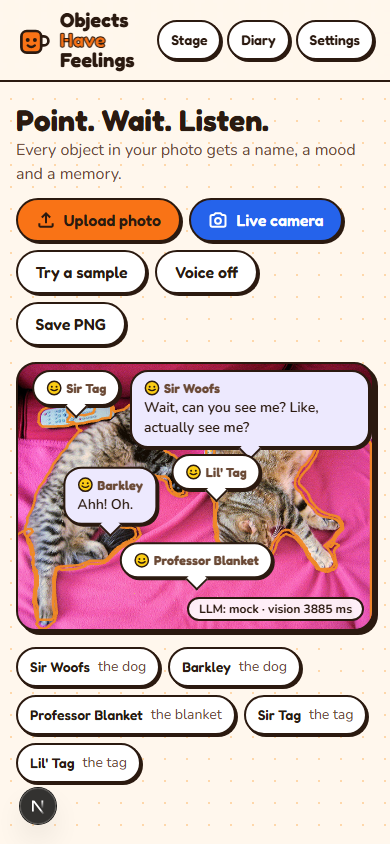 Objects
Have
Feelings
Stage
Diary
Settings
Point. Wait. Listen.
Every object in your photo gets a name, a mood
and a memory.
Upload photo
Live camera
Try a sample
Voice off
Save PNG
Sir Tag
Sir Woofs
Wait, can you see me? Like,
actually see me?
Lil' Tag
Barkley
Ahh! Oh.
Professor Blanket
LLM: mock · vision 3885 ms
Sir Woofs the dog
Barkley the dog
Professor Blanket the blanket
Sir Tag the tag
Lil' Tag the tag
N